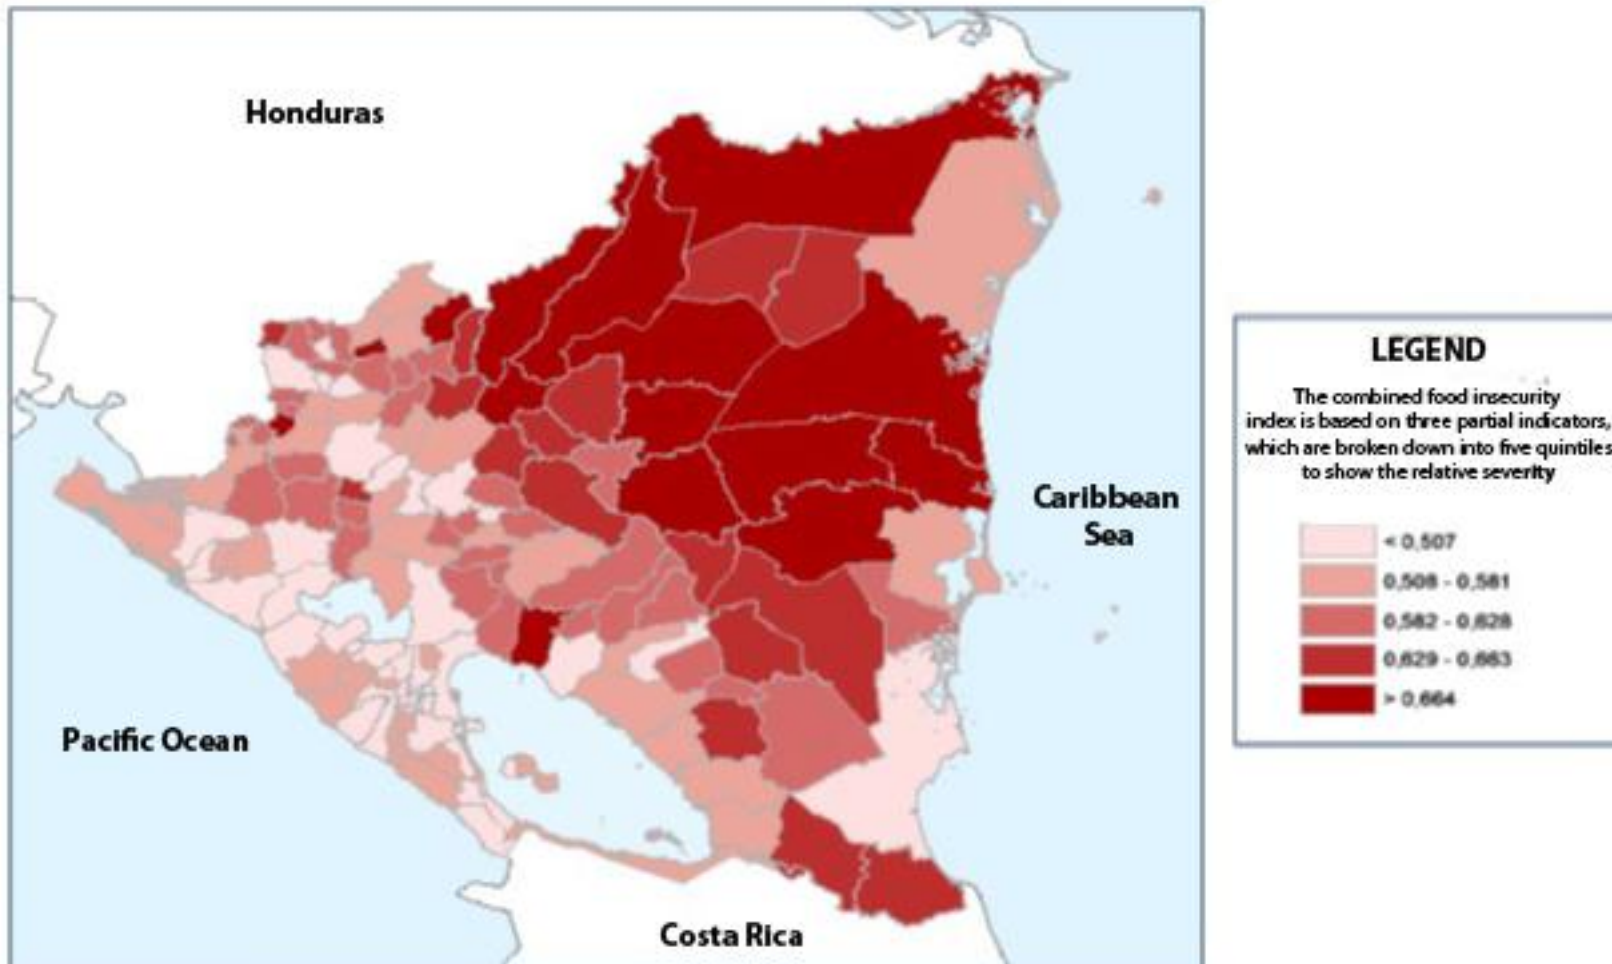 Honduras
Caribbean
Sea
Pacific Ocean
Costa Rica
LEGEND
The combined food insecurity
index is based on three partial indicators,
which are broken down into five quintiles
to show the relative severity
< 0,507
0,508 - 0,581
0,582 - 0,628
0,629 - 0,663
> 0,664